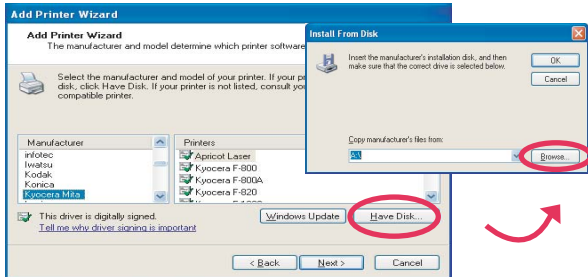 Add Printer Wizard
Add Printer Wizard
The manufacturer and model determine which printer software
Select the manufacturer and model of your printer. If your pr
disk, click Have Disk. If your printer is not listed, consult you
compatible printer.
Manufacturer
infotec
Iwatsu
Kodak
Konica
Kyocera Mita
Printers
Apricot Laser
Kyocera F-800
Kyocera F-800A
Kyocera F-820
This driver is digitally signed.
Tell me why driver signing is important
Windows Update
Have Disk...
< Back
Next >
Cancel
Install From Disk
Insert the manufacturer's installation disk, and then
make sure that the correct drive is selected below.
OK
Cancel
Copy manufacturer's files from:
A:\
Browse...